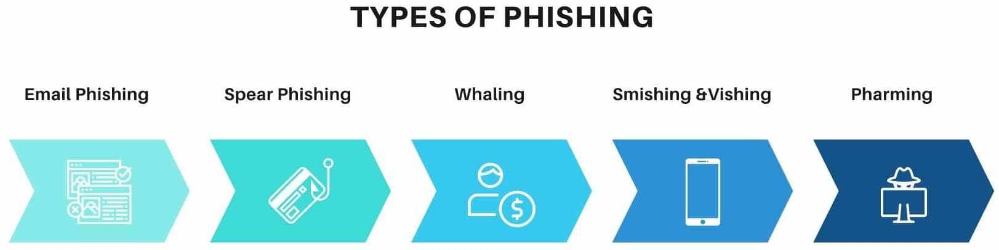 TYPES OF PHISHING
Email Phishing
Spear Phishing
Whaling
Smishing &Vishing
Pharming
$